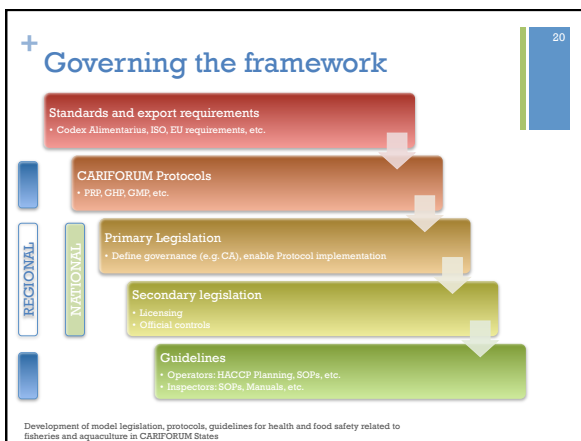 20
+
Governing the framework
Standards and export requirements
• Codex Alimentarius, ISO, EU requirements, etc.
CARIFORUM Protocols
• PRP, GHP, GMP, etc.
REGIONAL
NATIONAL
Primary Legislation
• Define governance (e.g. CA), enable Protocol implementation
Secondary legislation
• Licensing
• Official controls
Guidelines
• Operators: HACCP Planning, SOPs, etc.
• Inspectors: SOPs, Manuals, etc.
Development of model legislation, protocols, guidelines for health and food safety related to
fisheries and aquaculture in CARIFORUM States